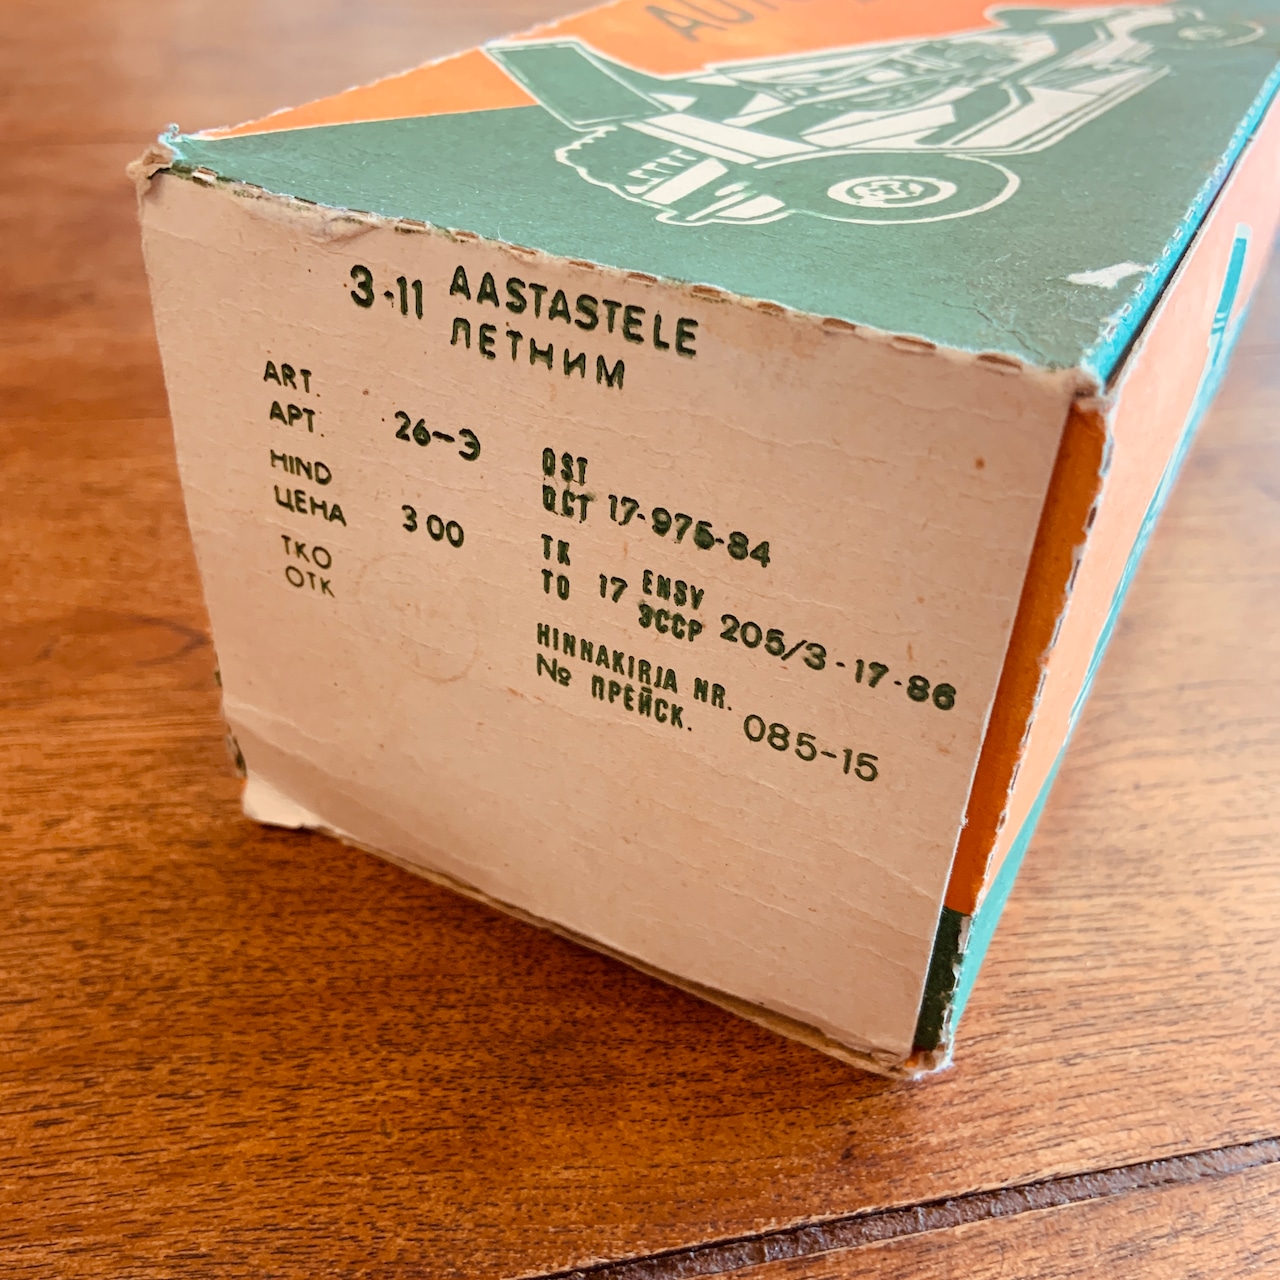 3-11 AASTASTELE
ЛЕТНИМ
ART.
АРТ. 26-Э
HIND
ЦЕНА 3 00
TKO
ОТК
OST
ОСТ 17-975-84
TK ENSV
ТО 17 ЭССР 205/3-17-86
HINNAKIRJA NR.
№ ПРЕЙСК. 085-15